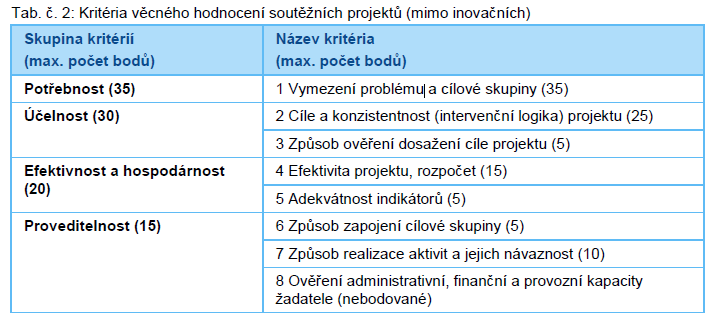 Tab. č. 2: Kritéria věcného hodnocení soutěžních projektů (mimo inovačních)
Skupina kritérií
(max. počet bodů)
Název kritéria
(max. počet bodů)
Potřebnost (35)
1 Vymezení problému a cílové skupiny (35)
Účelnost (30)
2 Cíle a konzistentnost (intervenční logika) projektu (25)
3 Způsob ověření dosažení cíle projektu (5)
Efektivnost a hospodárnost
(20)
4 Efektivita projektu, rozpočet (15)
5 Adekvátnost indikátorů (5)
Proveditelnost (15)
6 Způsob zapojení cílové skupiny (5)
7 Způsob realizace aktivit a jejich návaznost (10)
8 Ověření administrativní, finanční a provozní kapacity
žadatele (nebodované)